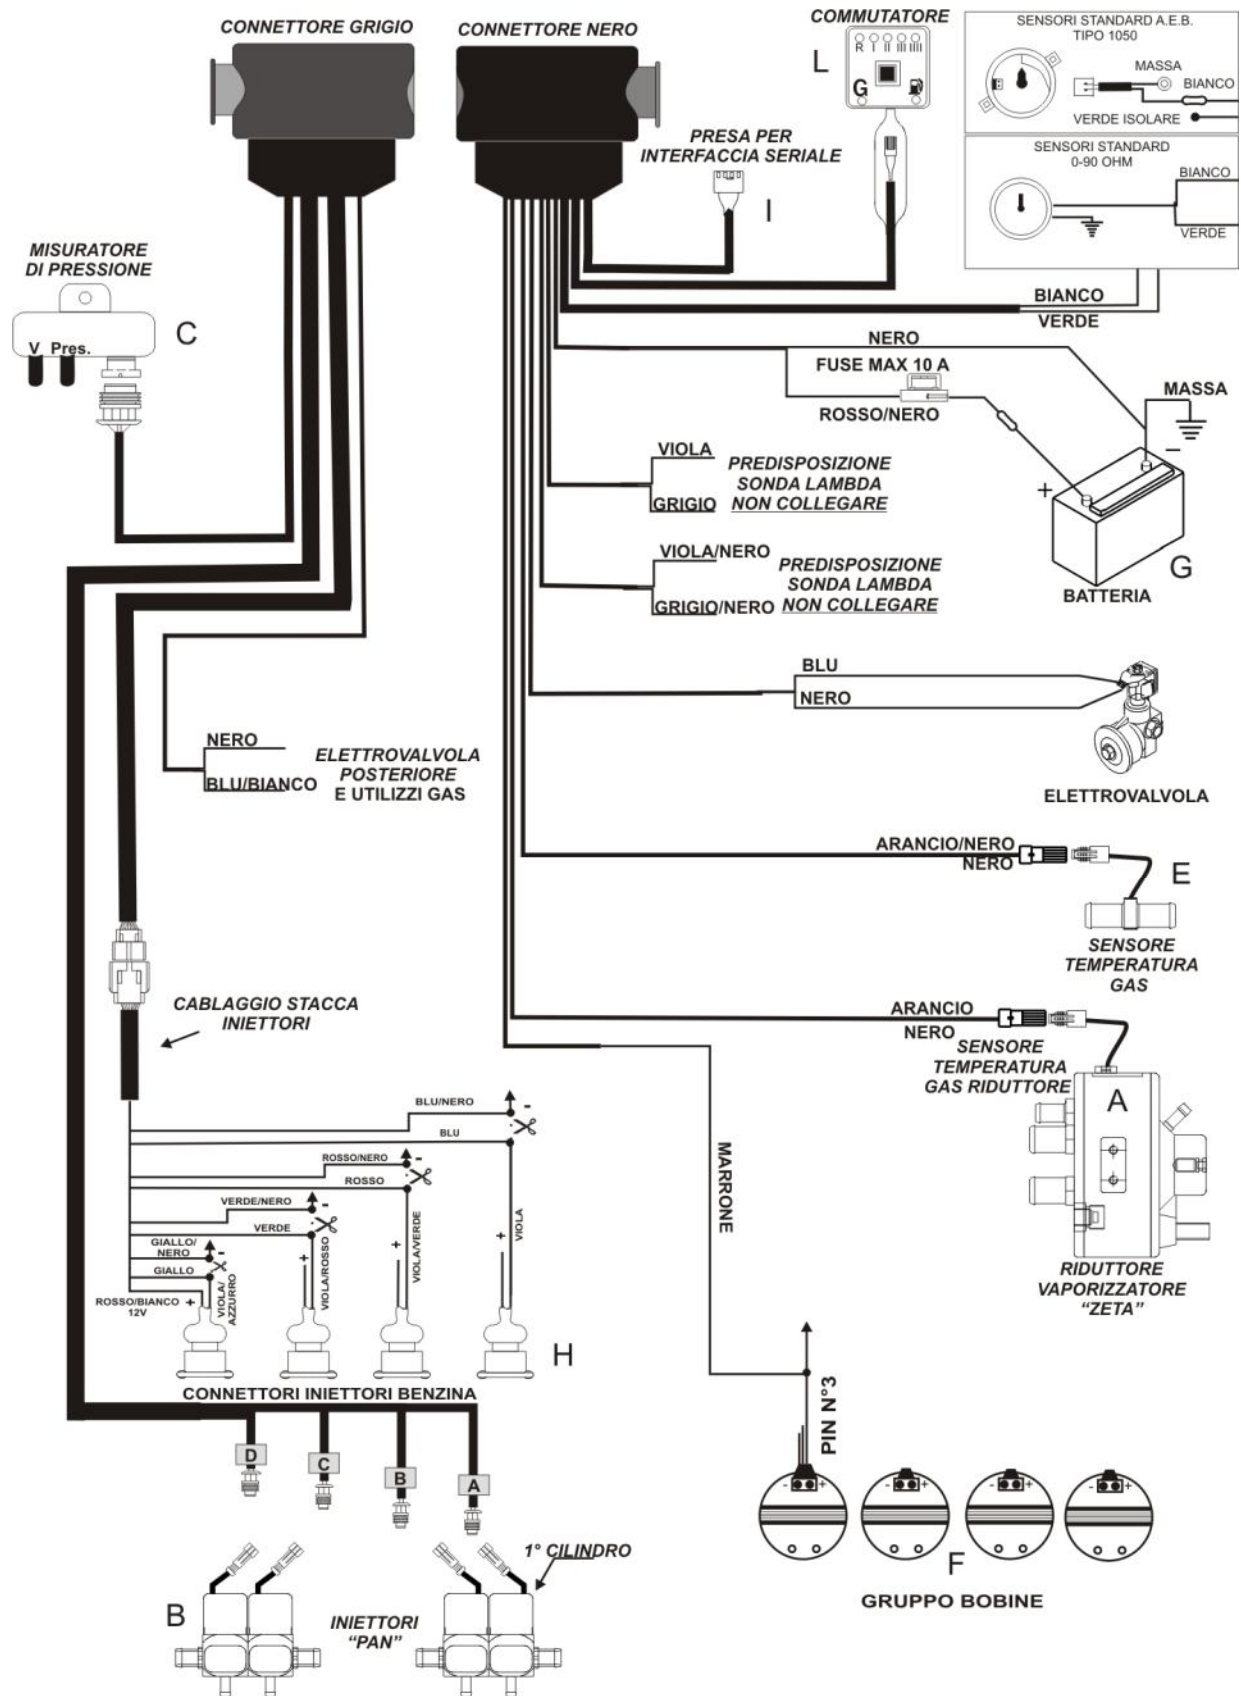 CONNETTORE GRIGIO
CONNETTORE NERO
COMMUTATORE
R I II III IIII
G
L
SENSORI STANDARD A.E.B.
TIPO 1050
MASSA
BIANCO
VERDE ISOLARE
SENSORI STANDARD
0-90 OHM
BIANCO
VERDE
PRESA PER
INTERFACCIA SERIALE
I
MISURATORE
DI PRESSIONE
V Pres.
C
BIANCO
VERDE
NERO
FUSE MAX 10 A
ROSSO/NERO
MASSA
-
+
G
BATTERIA
VIOLA
GRIGIO
PREDISPOSIZIONE
SONDA LAMBDA
NON COLLEGARE
VIOLA/NERO
GRIGIO/NERO
PREDISPOSIZIONE
SONDA LAMBDA
NON COLLEGARE
BLU
NERO
ELETTROVALVOLA
NERO
BLU/BIANCO
ELETTROVALVOLA
POSTERIORE
E UTILIZZI GAS
ARANCIO/NERO
NERO
E
SENSORE
TEMPERATURA
GAS
CABLAGGIO STACCA
INIETTORI
ARANCIO
NERO
SENSORE
TEMPERATURA
GAS RIDUTTORE
A
RIDUTTORE
VAPORIZZATORE
“ZETA”
BLU/NERO
-
BLU
ROSSO/NERO
-
ROSSO
VERDE/NERO
-
VERDE
GIALLO/
NERO
-
GIALLO
ROSSO/BIANCO
12V
+
VIOLA/
AZZURRO
+
VIOLA/ROSSO
+
VIOLA/VERDE
+
VIOLA
H
MARRONE
CONNETTORI INIETTORI BENZINA
D
C
B
A
PIN N°3
- +
- +
- +
- +
F
GRUPPO BOBINE
1° CILINDRO
B
INIETTORI
“PAN”